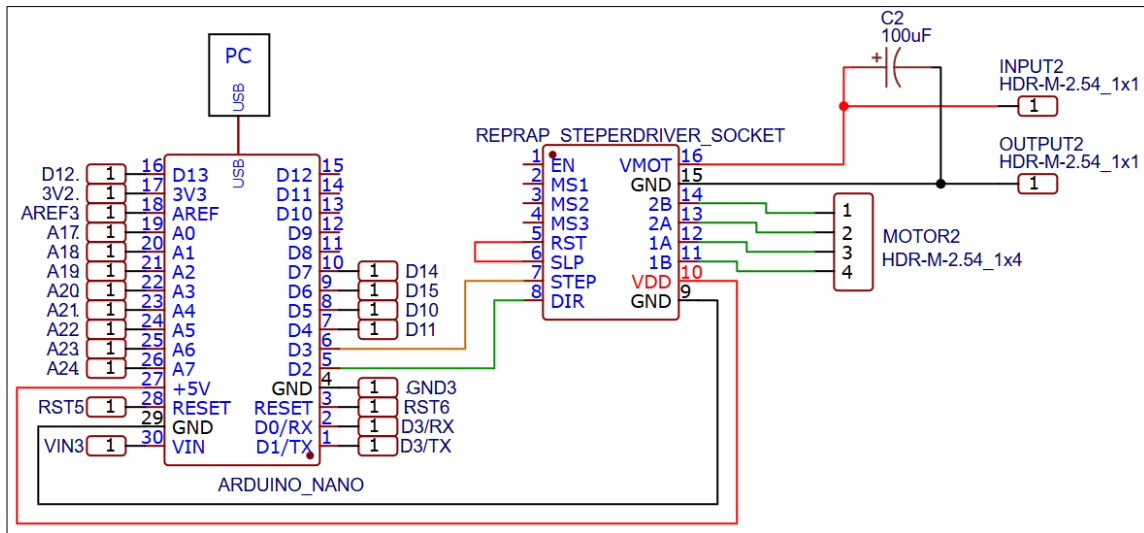 C2
100uF
+
INPUT2
HDR-M-2.54_1x1
1
OUTPUT2
HDR-M-2.54_1x1
1
PC
USB
USB
REPRAP_STEPERDRIVER_SOCKET
1 EN VMOT 16
2 MS1 GND 15
3 MS2 2B 14
4 MS3 2A 13
5 RST 1A 12
6 SLP 1B 11
7 STEP VDD 10
8 DIR GND 9
1
2
3
4
MOTOR2
HDR-M-2.54_1x4
D12. 1 16 D13 D12 15
3V2. 1 17 3V3 D11 14
AREF3 1 18 AREF D10 13
A17. 1 19 A0 D9 12
A18. 1 20 A1 D8 11
A19. 1 21 A2 D7 10 1 D14
A20. 1 22 A3 D6 9 1 D15
A21. 1 23 A4 D5 8 1 D10
A22. 1 24 A5 D4 7 1 D11
A23. 1 25 A6 D3 6
A24. 1 26 A7 D2 5
27 +5V GND 4 1 .GND3
RST5 1 28 RESET RESET 3 1 RST6
29 GND D0/RX 2 1 D3/RX
VIN3 1 30 VIN D1/TX 1 1 D3/TX
ARDUINO_NANO